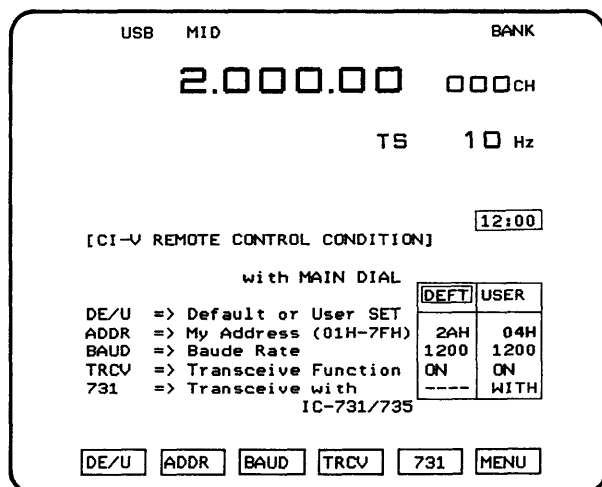 USB MID BANK
2.000.00 000CH
TS 10 Hz
12:00
[CI-V REMOTE CONTROL CONDITION]
with MAIN DIAL
DEFT USER
DE/U => Default or User SET
ADDR => My Address (01H-7FH) 2AH 04H
BAUD => Baude Rate 1200 1200
TRCV => Transceive Function ON ON
731 => Transceive with ---- WITH
IC-731/735
DE/U ADDR BAUD TRCV 731 MENU